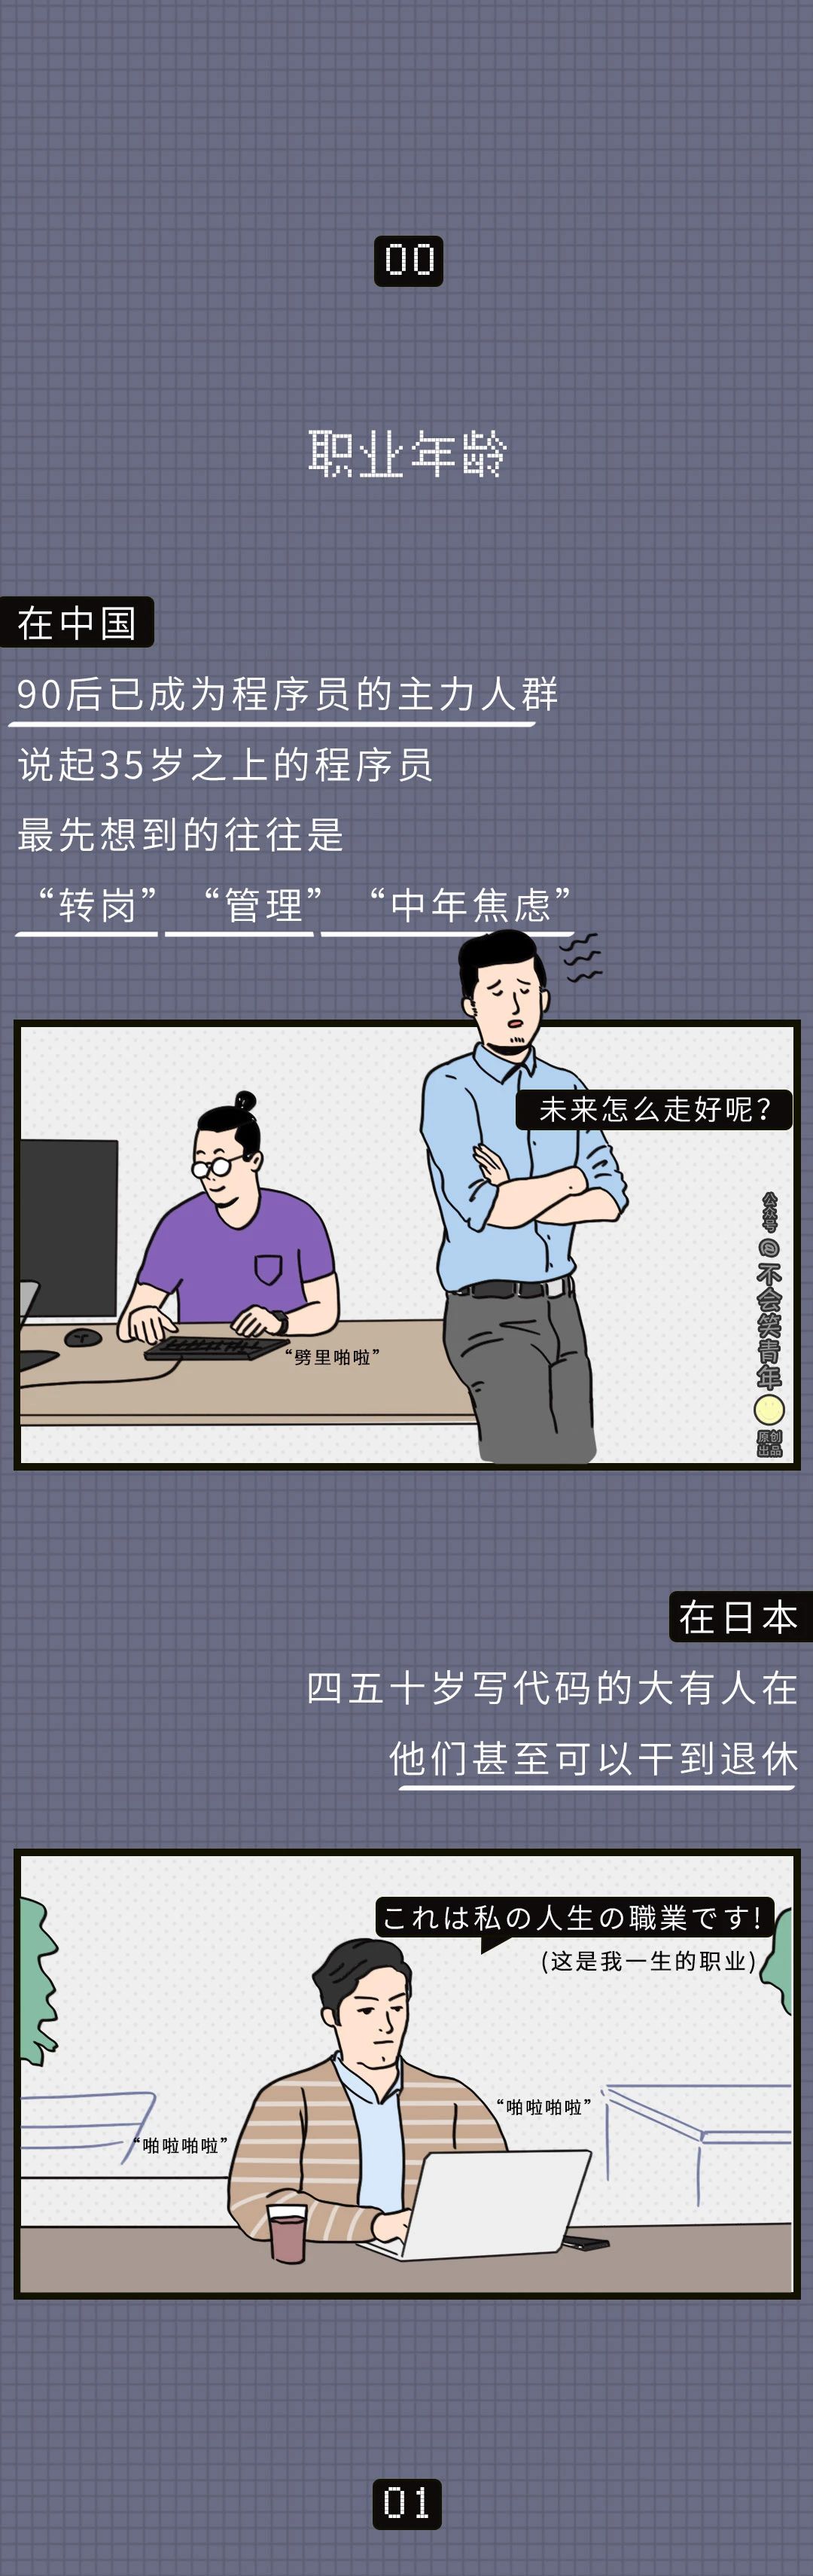 00
职业年龄
在中国
90后已成为程序员的主力人群
说起35岁之上的程序员
最先想到的往往是
“转岗” “管理” “中年焦虑”
未来怎么走好呢?
“劈里啪啦”
公众号@不会笑青年
原创
出品
在日本
四五十岁写代码的大有人在
他们甚至可以干到退休
これは私の人生の職業です!
(这是我一生的职业)
“啪啦啪啦”
“啪啦啪啦”
01